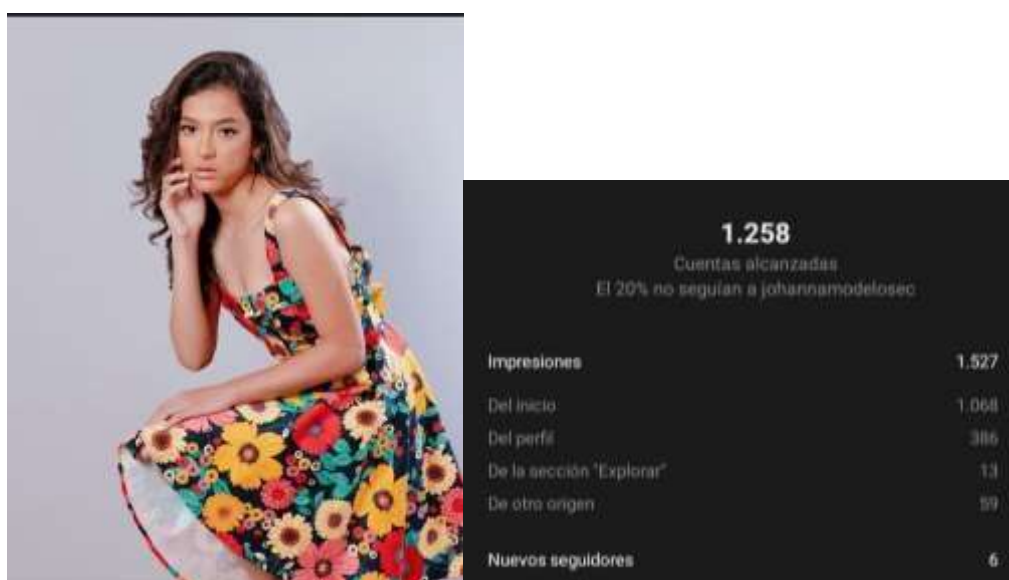 1.258
Cuentas alcanzadas
El 20% no seguían a johannamodelosec
Impresiones 1.527
Del inicio 1.068
Del perfil 386
De la sección "Explorar" 13
De otro origen 59
Nuevos seguidores 6